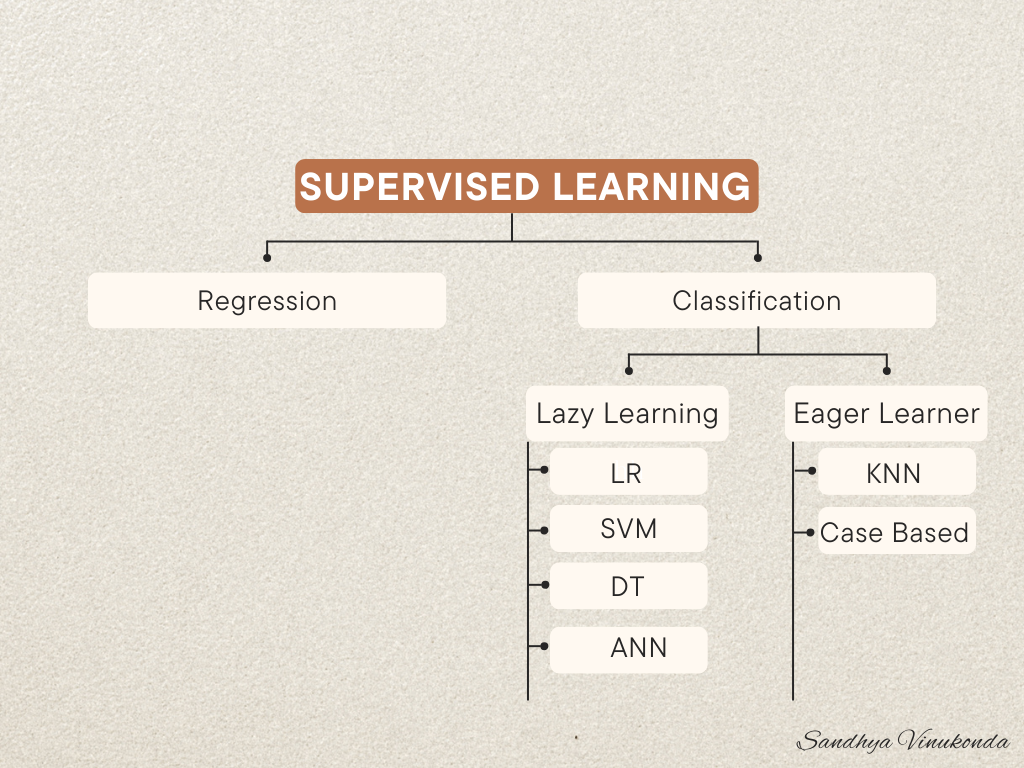 SUPERVISED LEARNING
Regression
Classification
Lazy Learning
LR
SVM
DT
ANN
Eager Learner
KNN
Case Based
Sandhya Vinukonda